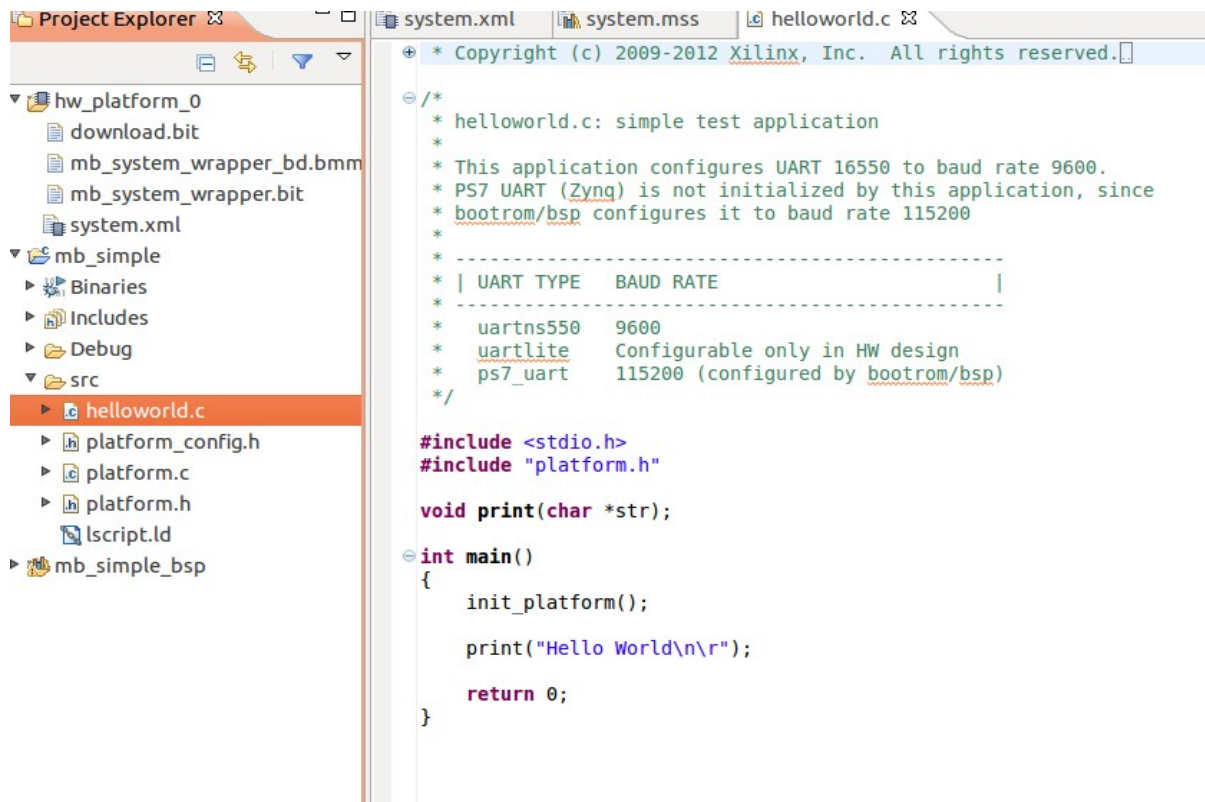 Project Explorer
hw_platform_0
download.bit
mb_system_wrapper_bd.bmm
mb_system_wrapper.bit
system.xml
mb_simple
Binaries
Includes
Debug
src
helloworld.c
platform_config.h
platform.c
platform.h
lscript.ld
mb_simple_bsp
system.xml system.mss helloworld.c
* Copyright (c) 2009-2012 Xilinx, Inc.  All rights reserved.
/*
 * helloworld.c: simple test application
 *
 * This application configures UART 16550 to baud rate 9600.
 * PS7 UART (Zynq) is not initialized by this application, since
 * bootrom/bsp configures it to baud rate 115200
 *
 * ------------------------------------------------
 * | UART TYPE   BAUD RATE                        |
 * ------------------------------------------------
 *   uartns550   9600
 *   uartlite    Configurable only in HW design
 *   ps7_uart    115200 (configured by bootrom/bsp)
 */
#include <stdio.h>
#include "platform.h"
void print(char *str);
int main()
{
    init_platform();
    print("Hello World\n\r");
    return 0;
}